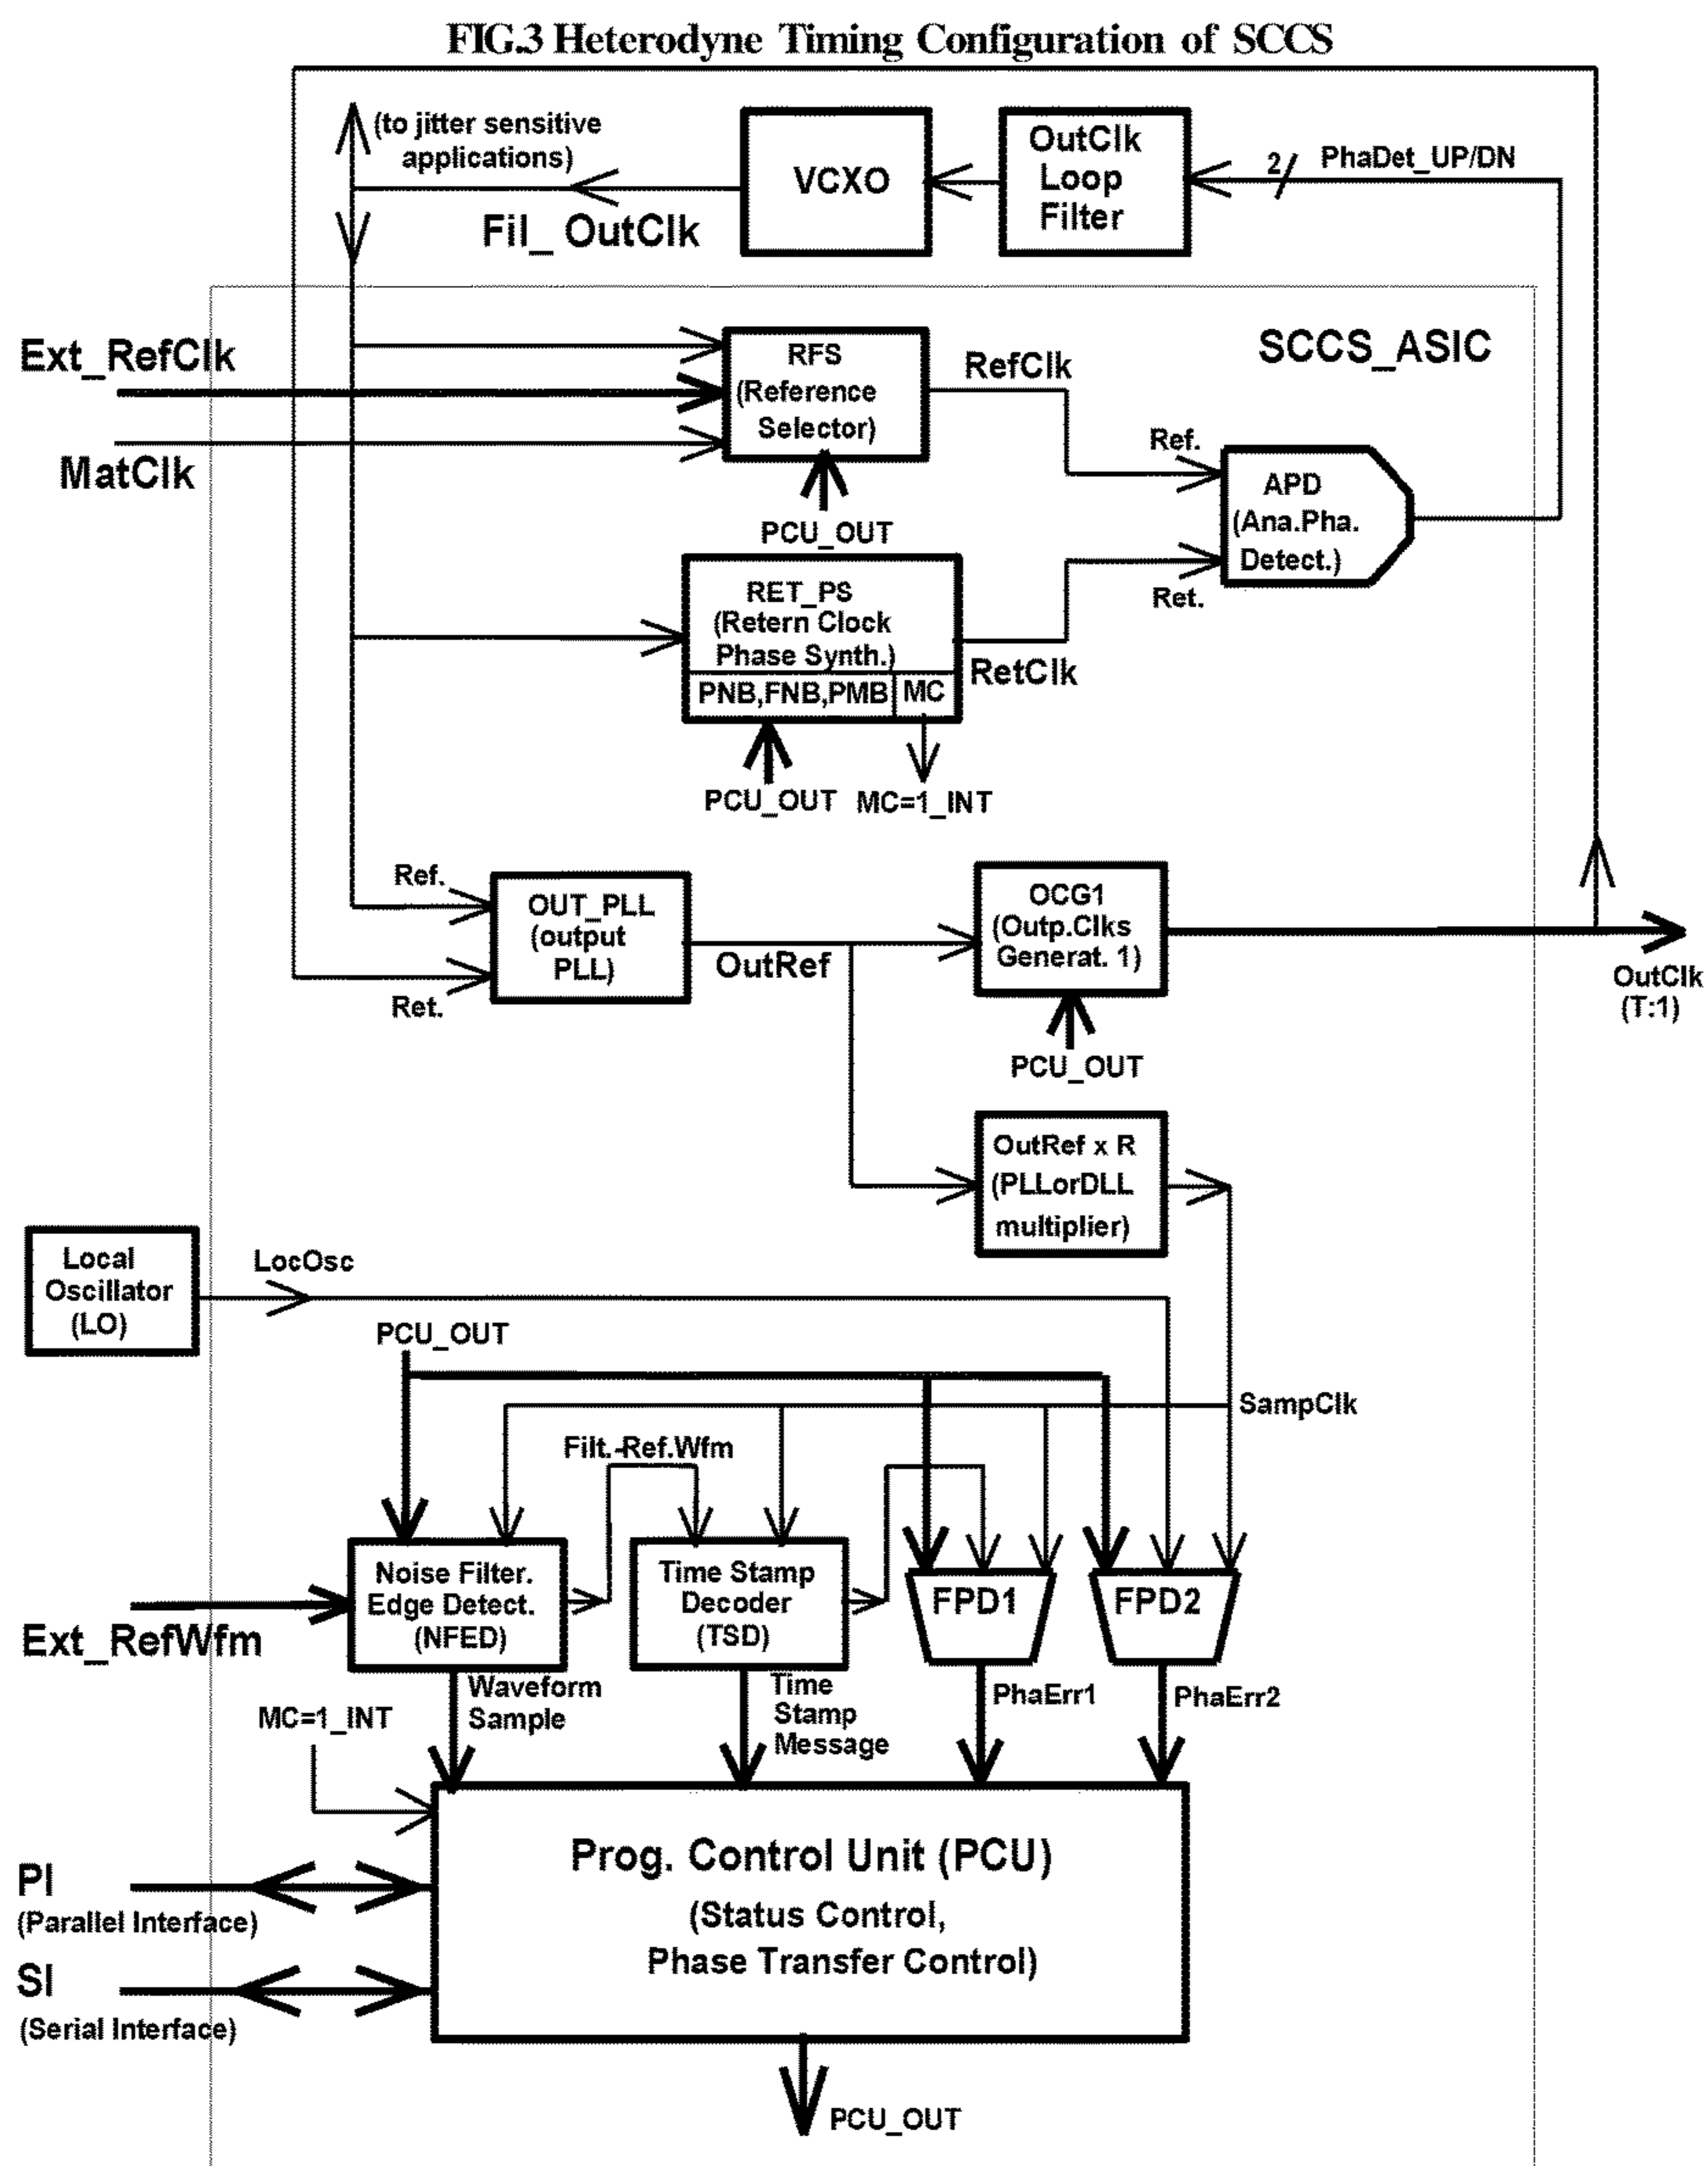 FIG.3 Heterodyne Timing Configuration of SCCS
(to jitter sensitive
applications)
Fil_ OutClk
VCXO
OutClk
Loop
Filter
2
PhaDet_UP/DN
SCCS_ASIC
Ext_RefClk
MatClk
RFS
(Reference
Selector)
PCU_OUT
RefClk
Ref.
APD
(Ana.Pha.
Detect.)
Ret.
RET_PS
(Retern Clock
Phase Synth.)
PNB,FNB,PMB
MC
RetClk
PCU_OUT
MC=1_INT
Ref.
OUT_PLL
(output
PLL)
Ret.
OutRef
OCG1
(Outp.Clks
Generat. 1)
PCU_OUT
OutClk
(T:1)
OutRef x R
(PLLorDLL
multiplier)
Local
Oscillator
(LO)
LocOsc
PCU_OUT
SampClk
Filt.-Ref.Wfm
Ext_RefWfm
Noise Filter.
Edge Detect.
(NFED)
Time Stamp
Decoder
(TSD)
FPD1
FPD2
Waveform
Sample
Time
Stamp
Message
PhaErr1
PhaErr2
MC=1_INT
PI
(Parallel Interface)
SI
(Serial Interface)
Prog. Control Unit (PCU)
(Status Control,
Phase Transfer Control)
PCU_OUT